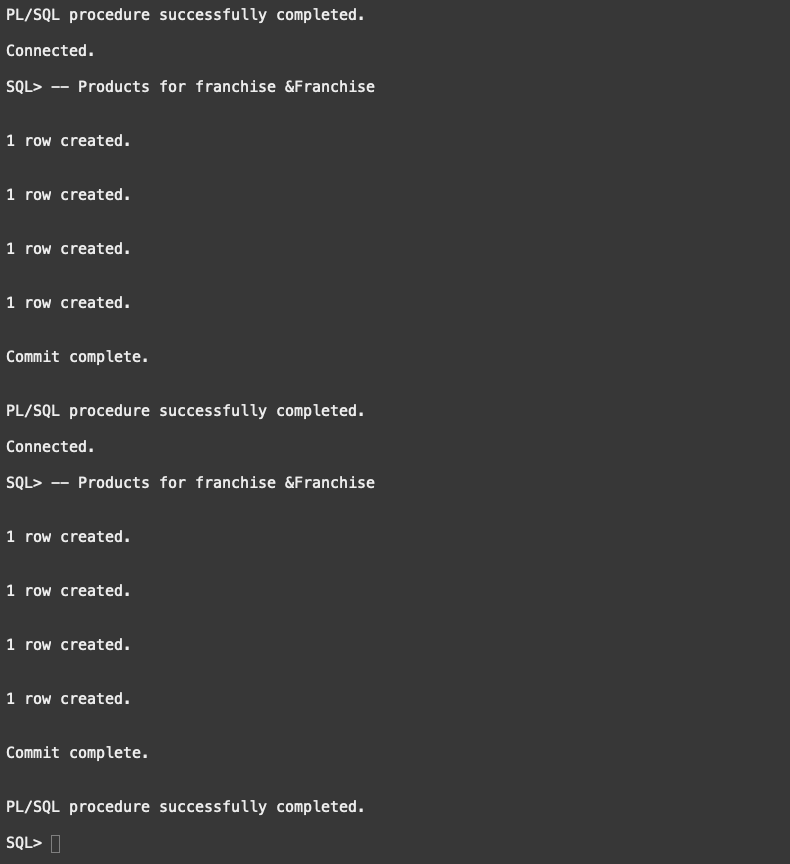 PL/SQL procedure successfully completed.
Connected.
SQL> -- Products for franchise &Franchise
1 row created.
1 row created.
1 row created.
1 row created.
Commit complete.
PL/SQL procedure successfully completed.
Connected.
SQL> -- Products for franchise &Franchise
1 row created.
1 row created.
1 row created.
1 row created.
Commit complete.
PL/SQL procedure successfully completed.
SQL>